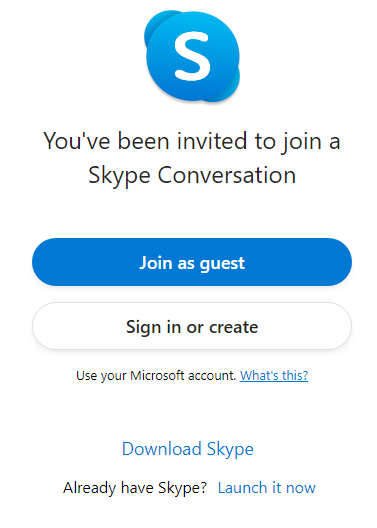 S
You've been invited to join a
Skype Conversation
Join as guest
Sign in or create
Use your Microsoft account. What's this?
Download Skype
Already have Skype? Launch it now